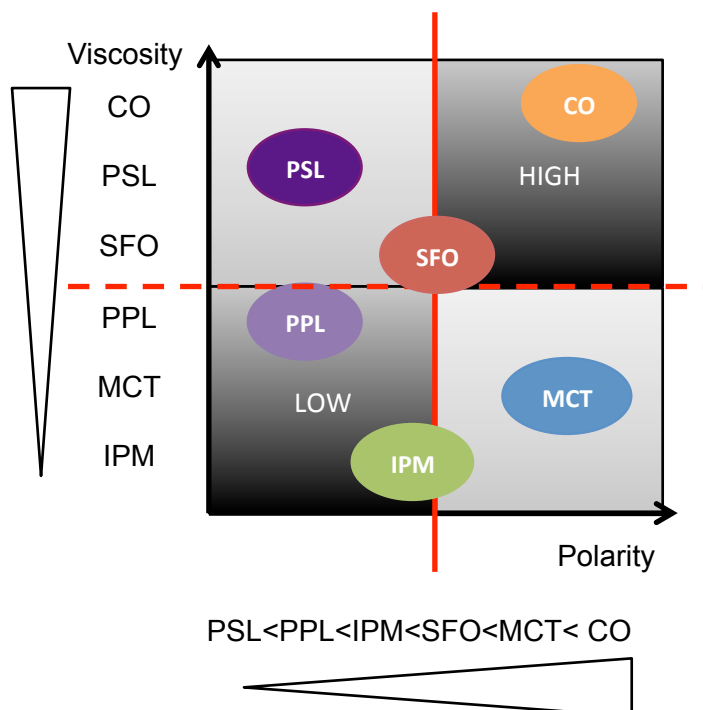 Viscosity
CO
PSL
SFO
PPL
MCT
IPM
CO
PSL
HIGH
SFO
PPL
LOW
MCT
IPM
Polarity
PSL<PPL<IPM<SFO<MCT< CO